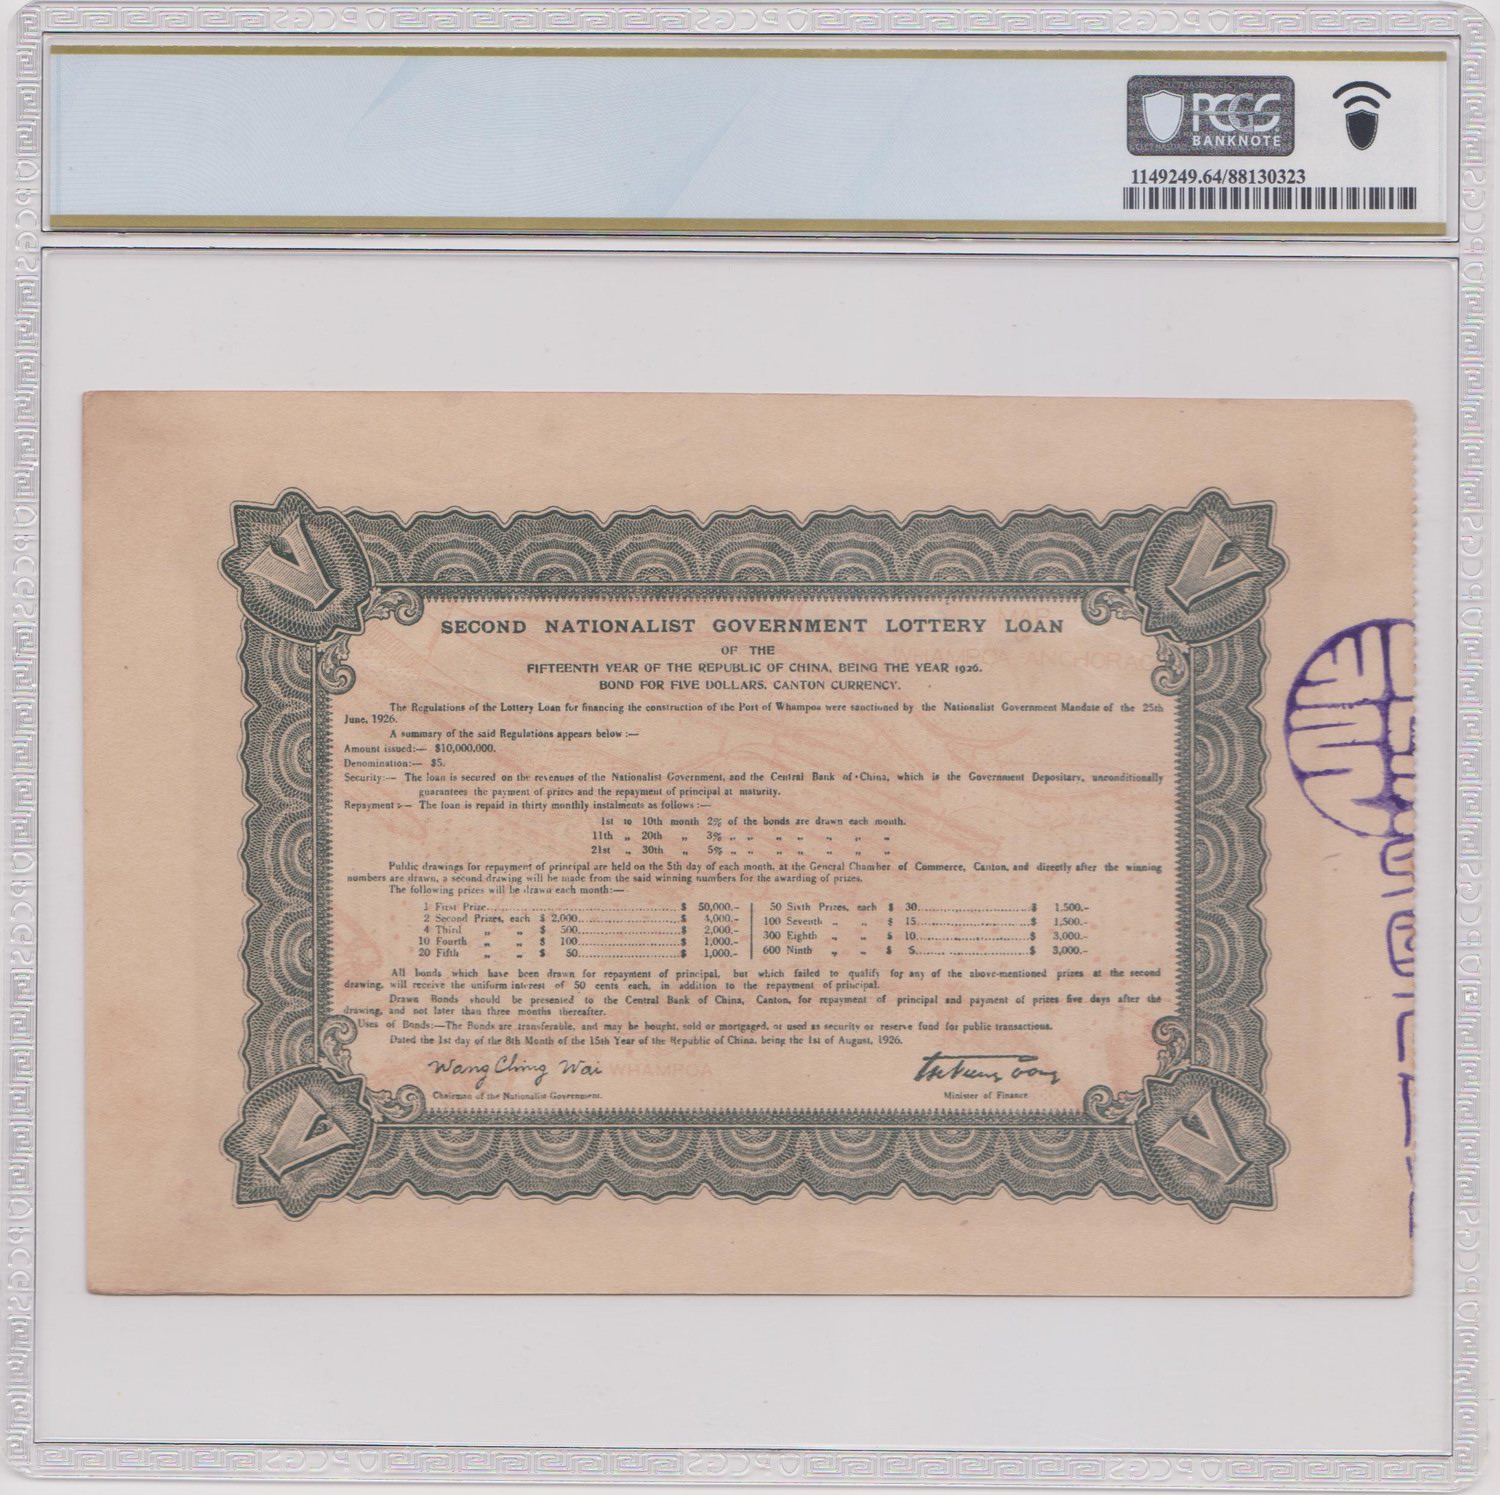 PCGS
BANKNOTE
1149249.64/88130323
V V
MAP
WHAMPOA ANCHORAGE
SECOND NATIONALIST GOVERNMENT LOTTERY LOAN
OF THE
FIFTEENTH YEAR OF THE REPUBLIC OF CHINA, BEING THE YEAR 1926.
BOND FOR FIVE DOLLARS, CANTON CURRENCY.
The Regulations of the Lottery Loan for financing the construction of the Port of Whampoa were sanctioned by the Nationalist Government Mandate of the 25th
June, 1926.
A summary of the said Regulations appears below :—
Amount issued:— $10,000,000.
Denomination:— $5.
Security:— The loan is secured on the revenues of the Nationalist Government, and the Central Bank of China, which is the Government Depositary, unconditionally
guarantees the payment of prizes and the repayment of principal at maturity.
Repayment :— The loan is repaid in thirty monthly instalments as follows :—
1st to 10th month 2% of the bonds are drawn each month.
11th „ 20th „ 3% „ „ „ „ „ „ „
21st „ 30th „ 5% „ „ „ „ „ „ „
Public drawings for repayment of principal are held on the 5th day of each month, at the General Chamber of Commerce, Canton, and directly after the winning
numbers are drawn, a second drawing will be made from the said winning numbers for the awarding of prizes.
The following prizes will be drawn each month:—
1 First Prize $ 50,000.- 50 Sixth Prizes, each $ 30 $ 1,500.-
2 Second Prizes, each $ 2,000 $ 4,000.- 100 Seventh „ „ $ 15 $ 1,500.-
4 Third „ „ $ 500 $ 2,000.- 300 Eighth „ „ $ 10 $ 3,000.-
10 Fourth „ „ $ 100 $ 1,000.- 600 Ninth „ „ $ 5 $ 3,000.-
20 Fifth „ „ $ 50 $ 1,000.-
All bonds which have been drawn for repayment of principal, but which failed to qualify for any of the above-mentioned prizes at the second
drawing, will receive the uniform interest of 50 cents each, in addition to the repayment of principal.
Drawn Bonds should be presented to the Central Bank of China, Canton, for repayment of principal and payment of prizes five days after the
drawing, and not later than three months thereafter.
Uses of Bonds:—The Bonds are transferable, and may be bought, sold or mortgaged, or used as security or reserve fund for public transactions.
Dated the 1st day of the 8th Month of the 15th Year of the Republic of China, being the 1st of August, 1926.
Wang Ching Wai
WHAMPOA
Chairman of the Nationalist Government. Minister of Finance
V V